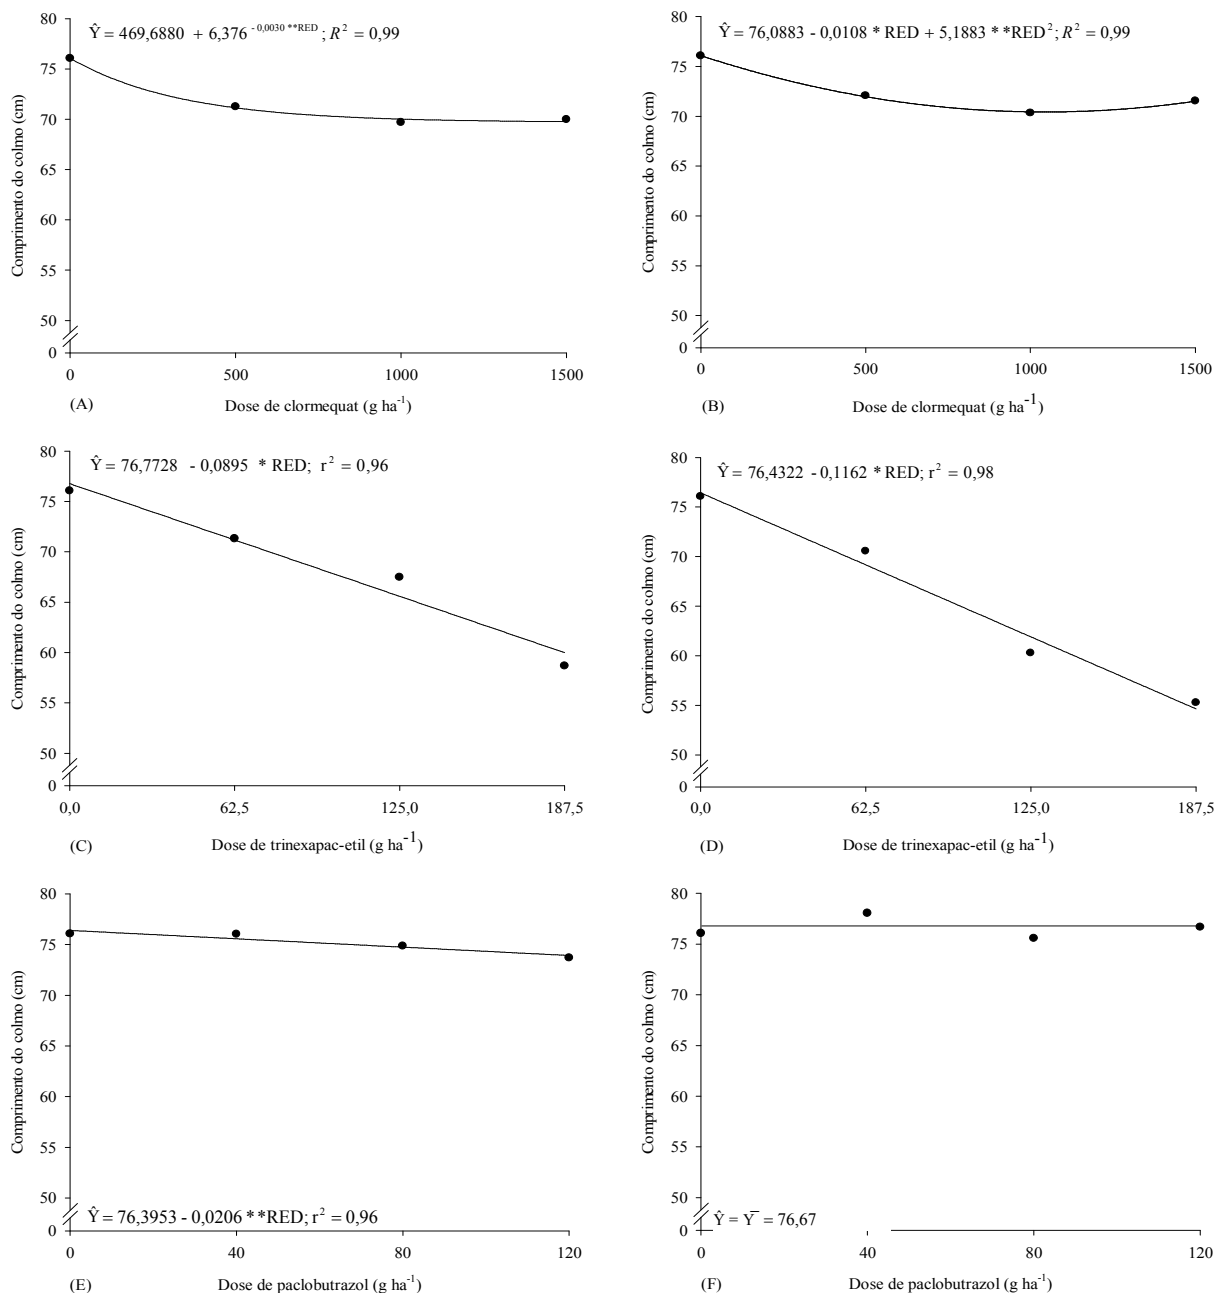 Ŷ = 469,6880 + 6,376 ^- 0,0030 **RED ; R² = 0,99
Comprimento do colmo (cm)
80
75
70
65
60
55
50
0
0 500 1000 1500
(A) Dose de clormequat (g ha⁻¹)
Ŷ = 76,0883 - 0,0108 * RED + 5,1883 * *RED² ; R² = 0,99
Comprimento do colmo (cm)
80
75
70
65
60
55
50
0
0 500 1000 1500
(B) Dose de clormequat (g ha⁻¹)
Ŷ = 76,7728 - 0,0895 * RED; r² = 0,96
Comprimento do colmo (cm)
80
75
70
65
60
55
50
0
0,0 62,5 125,0 187,5
(C) Dose de trinexapac-etil (g ha⁻¹)
Ŷ = 76,4322 - 0,1162 * RED; r² = 0,98
Comprimento do colmo (cm)
80
75
70
65
60
55
50
0
0,0 62,5 125,0 187,5
(D) Dose de trinexapac-etil (g ha⁻¹)
Comprimento do colmo (cm)
80
75
70
65
60
55
50
0
Ŷ = 76,3953 - 0,0206 **RED; r² = 0,96
0 40 80 120
(E) Dose de paclobutrazol (g ha⁻¹)
Comprimento do colmo (cm)
80
75
70
65
60
55
50
0
Ŷ = Y̅ = 76,67
0 40 80 120
(F) Dose de paclobutrazol (g ha⁻¹)